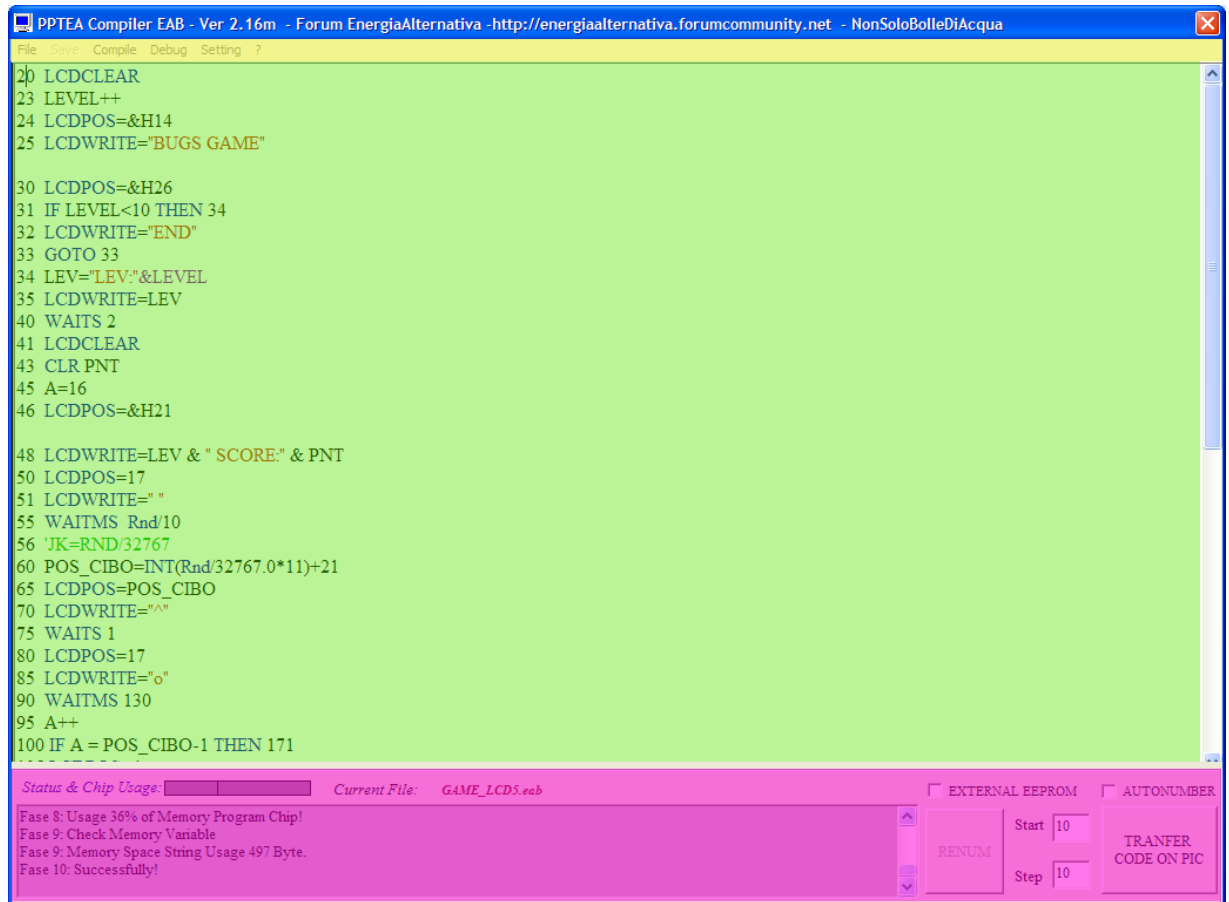 PPTEA Compiler EAB - Ver 2.16m - Forum EnergiaAlternativa -http://energiaalternativa.forumcommunity.net - NonSoloBolleDiAcqua
File Save Compile Debug Setting ?
20 LCDCLEAR
23 LEVEL++
24 LCDPOS=&H14
25 LCDWRITE="BUGS GAME"
30 LCDPOS=&H26
31 IF LEVEL<10 THEN 34
32 LCDWRITE="END"
33 GOTO 33
34 LEV="LEV:"&LEVEL
35 LCDWRITE=LEV
40 WAITS 2
41 LCDCLEAR
43 CLR PNT
45 A=16
46 LCDPOS=&H21
48 LCDWRITE=LEV & " SCORE:" & PNT
50 LCDPOS=17
51 LCDWRITE=" "
55 WAITMS Rnd/10
56 'JK=RND/32767
60 POS_CIBO=INT(Rnd/32767.0*11)+21
65 LCDPOS=POS_CIBO
70 LCDWRITE="^"
75 WAITS 1
80 LCDPOS=17
85 LCDWRITE="o"
90 WAITMS 130
95 A++
100 IF A = POS_CIBO-1 THEN 171
Status & Chip Usage: Current File: GAME_LCD5.eab
EXTERNAL EEPROM AUTONUMBER
Fase 8: Usage 36% of Memory Program Chip!
Fase 9: Check Memory Variable
Fase 9: Memory Space String Usage 497 Byte.
Fase 10: Successfully!
RENUM
Start 10
Step 10
TRANFER
CODE ON PIC